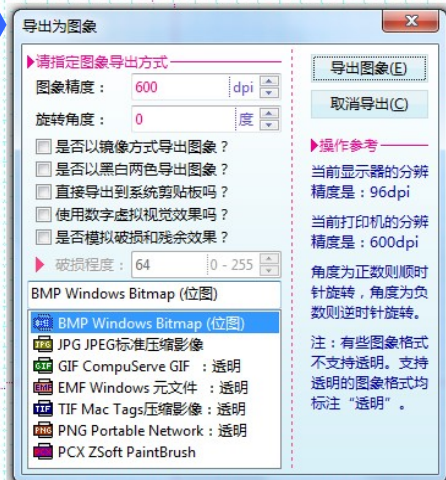 导出为图象
请指定图象导出方式
图象精度：600 dpi
旋转角度：0 度
是否以镜像方式导出图象？
是否以黑白两色导出图象？
直接导出到系统剪贴板吗？
使用数字虚拟视觉效果吗？
是否模拟破损和残余效果？
破损程度：64 0 - 255
BMP Windows Bitmap (位图)
BMP Windows Bitmap (位图)
JPG JPEG标准压缩影像
GIF CompuServe GIF ：透明
EMF Windows 元文件 ：透明
TIF Mac Tags压缩影像：透明
PNG Portable Network：透明
PCX ZSoft PaintBrush
导出图象(E)
取消导出(C)
操作参考
当前显示器的分辨
精度是：96dpi
当前打印机的分辨
精度是：600dpi
角度为正数则顺时
针旋转，角度为负
数则逆时针旋转。
注：有些图象格式
不支持透明。支持
透明的图象格式均
标注“透明”。